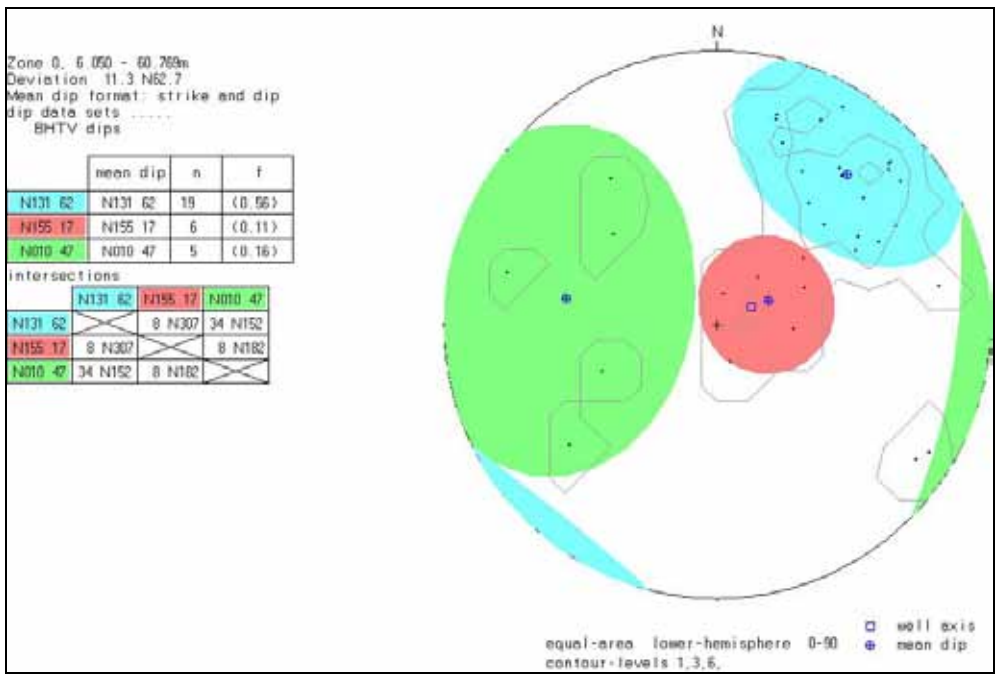 Zone 0, 6.050 - 60.769m
Deviation 11.3 N62.7
Mean dip format: strike and dip
dip data sets .....
BHTV dips
mean dip n f
N131 62 N131 62 19 (0.56)
N155 17 N155 17 6 (0.11)
N010 47 N010 47 5 (0.16)
intersections
N131 62 N155 17 N010 47
N131 62 8 N307 34 N152
N155 17 8 N307 8 N182
N010 47 34 N152 8 N182
N
well axis
equal-area lower-hemisphere 0-90 mean dip
contour-levels 1,3,6,